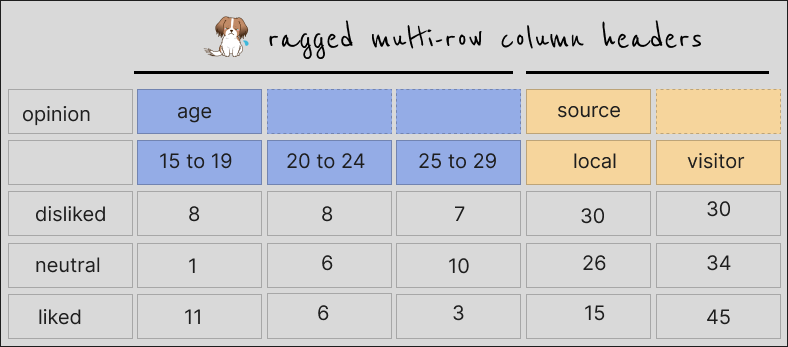 ragged multi-row column headers
opinion age source
15 to 19 20 to 24 25 to 29 local visitor
disliked 8 8 7 30 30
neutral 1 6 10 26 34
liked 11 6 3 15 45